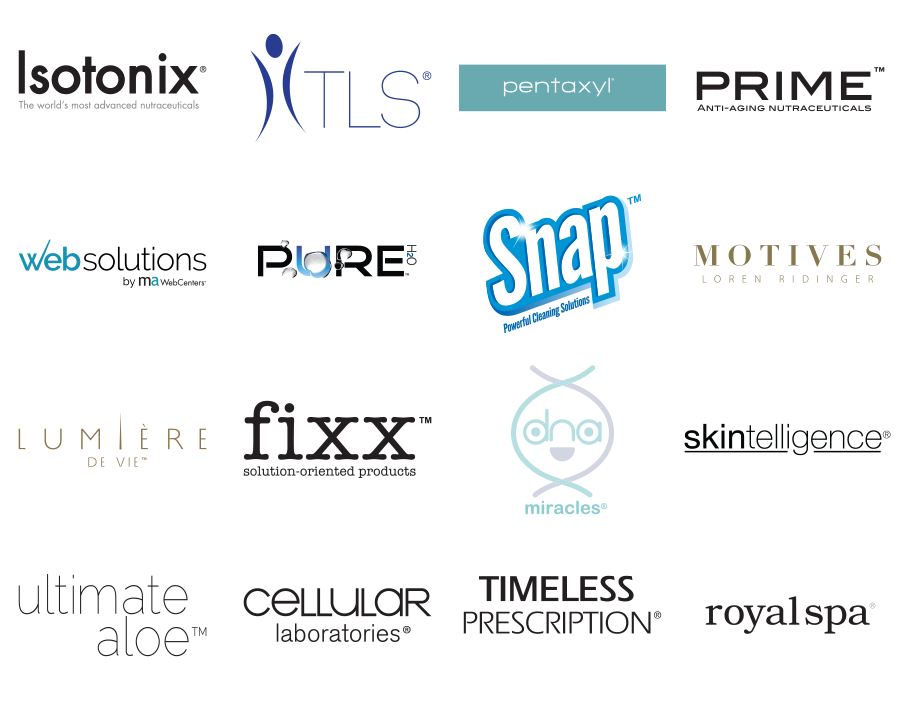 Isotonix®
The world's most advanced nutraceuticals
TLS®
pentaxyl®
PRIME™
ANTI-AGING NUTRACEUTICALS
websolutions
by ma WebCenters®
PURE H2O™
Snap™
Powerful Cleaning Solutions
MOTIVES
LOREN RIDINGER
LUMIÈRE
DE VIE™
fixx™
solution-oriented products
dna
miracles®
skintelligence®
ultimate
aloe™
cellular
laboratories®
TIMELESS
PRESCRIPTION®
royal spa®